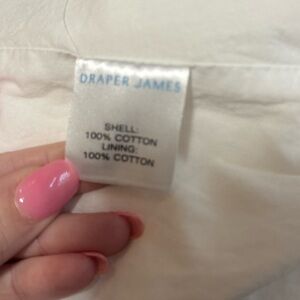 DRAPER JAMES
SHELL:
100% COTTON
LINING:
100% COTTON